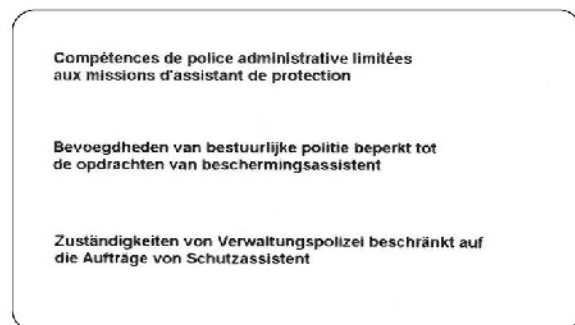 Compétences de police administrative limitées
aux missions d'assistant de protection
Bevoegdheden van bestuurlijke politie beperkt tot
de opdrachten van beschermingsassistent
Zuständigkeiten von Verwaltungspolizei beschränkt auf
die Aufträge von Schutzassistent